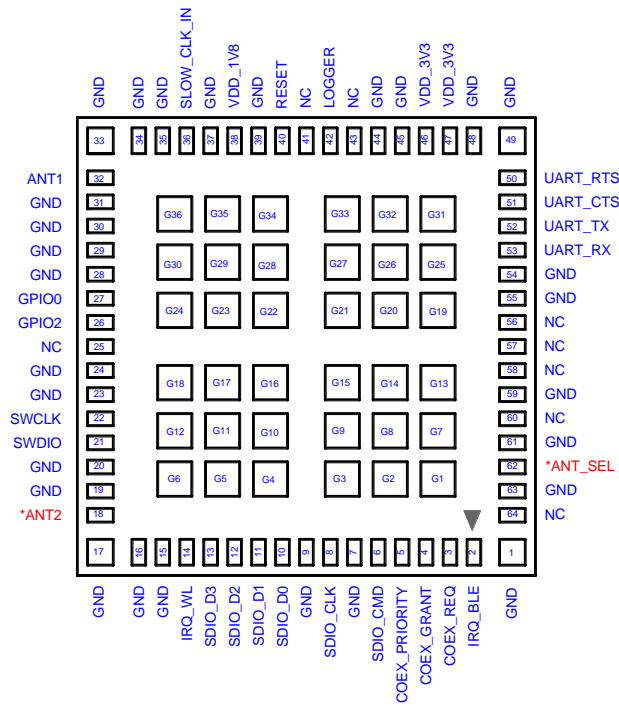 GND
GND
GND
SLOW_CLK_IN
GND
VDD_1V8
GND
RESET
NC
LOGGER
NC
GND
GND
VDD_3V3
VDD_3V3
GND
GND
33 34 35 36 37 38 39 40 41 42 43 44 45 46 47 48 49
ANT1 32 50 UART_RTS
GND 31 51 UART_CTS
GND 30 52 UART_TX
GND 29 53 UART_RX
GND 28 54 GND
GPIO0 27 55 GND
GPIO2 26 56 NC
NC 25 57 NC
GND 24 58 NC
GND 23 59 GND
SWCLK 22 60 NC
SWDIO 21 61 GND
GND 20 62 *ANT_SEL
GND 19 63 GND
*ANT2 18 64 NC
G36 G35 G34 G33 G32 G31
G30 G29 G28 G27 G26 G25
G24 G23 G22 G21 G20 G19
G18 G17 G16 G15 G14 G13
G12 G11 G10 G9 G8 G7
G6 G5 G4 G3 G2 G1
17 16 15 14 13 12 11 10 9 8 7 6 5 4 3 2 1
GND
GND
GND
IRQ_WL
SDIO_D3
SDIO_D2
SDIO_D1
SDIO_D0
GND
SDIO_CLK
GND
SDIO_CMD
COEX_PRIORITY
COEX_GRANT
COEX_REQ
IRQ_BLE
GND